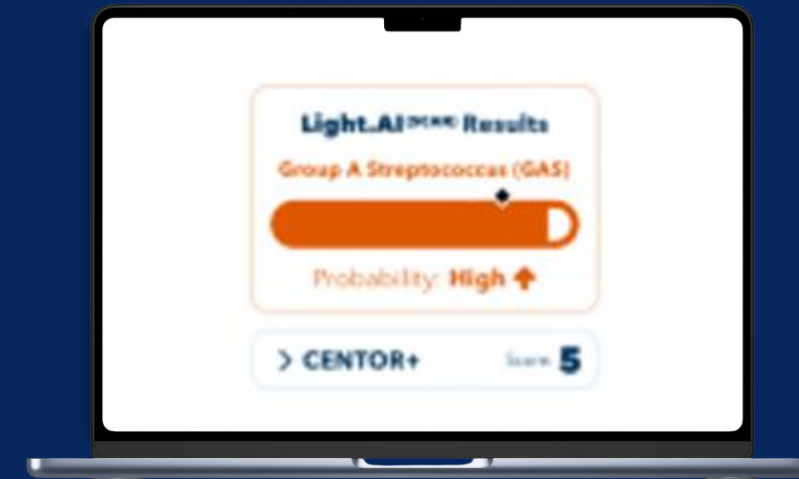 Light.AI Results
Group A Streptococcus (GAS)
Probability: High
CENTOR+
Score 5